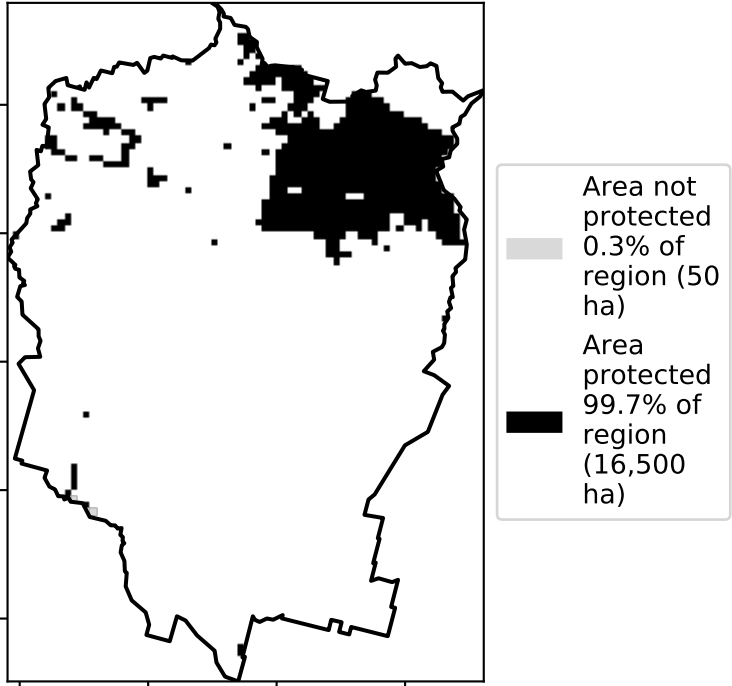 Area not
protected
0.3% of
region (50
ha)
Area
protected
99.7% of
region
(16,500
ha)